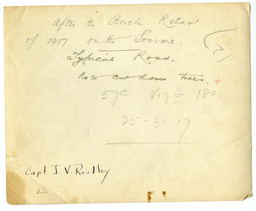 After the Boche Retreat
of 1917 on the Somme.
Typical Road.
Note cut down trees. +
57C
25-3-17
Capt I V